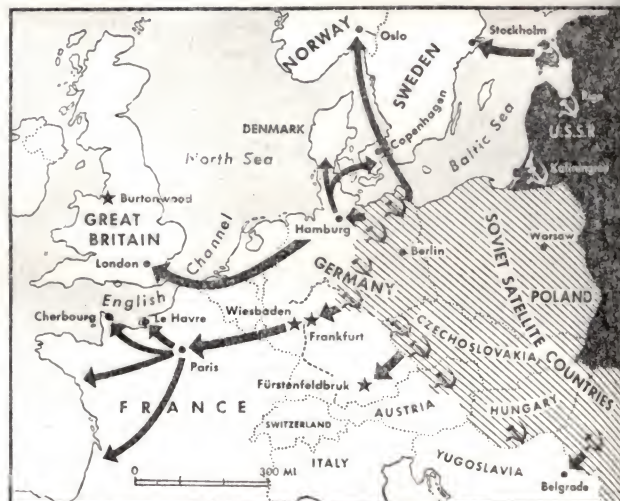 NORWAY
Oslo
Stockholm
SWEDEN
DENMARK
Copenhagen
North Sea
Baltic Sea
U.S.S.R
Kaliningrad
Burtonwood
GREAT
BRITAIN
Hamburg
Berlin
Warsaw
SOVIET SATELLITE COUNTRIES
POLAND
London
English Channel
GERMANY
Cherbourg
Le Havre
Wiesbaden
Frankfurt
CZECHOSLOVAKIA
Paris
Fürstenfeldbruk
FRANCE
AUSTRIA
HUNGARY
SWITZERLAND
ITALY
YUGOSLAVIA
0
300 MI
Belgrade